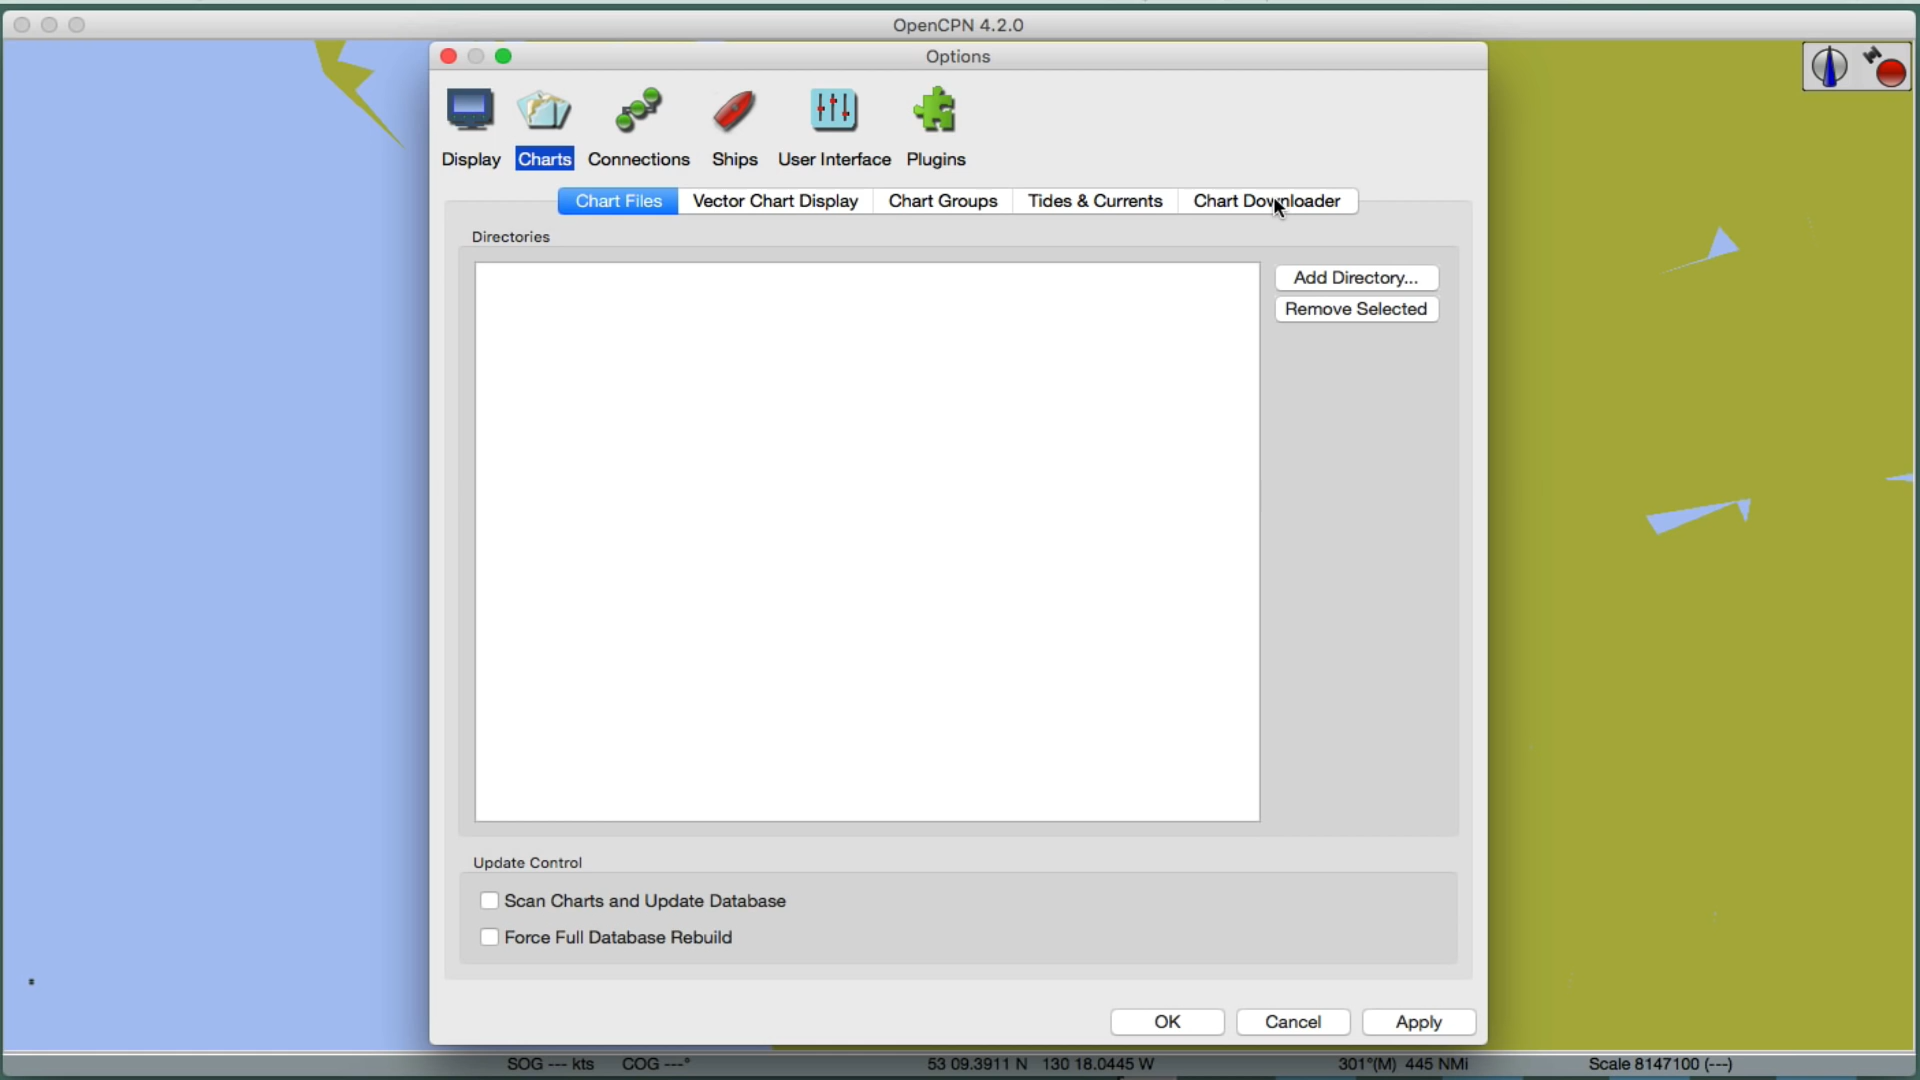 OpenCPN 4.2.0
Options
Display Charts Connections Ships User Interface Plugins
Chart Files Vector Chart Display Chart Groups Tides & Currents Chart Downloader
Directories
Add Directory...
Remove Selected
Update Control
Scan Charts and Update Database
Force Full Database Rebuild
OK Cancel Apply
SOG --- kts COG ---° 53 09.3911 N 130 18.0445 W 301°(M) 445 NMi Scale 8147100 (---)